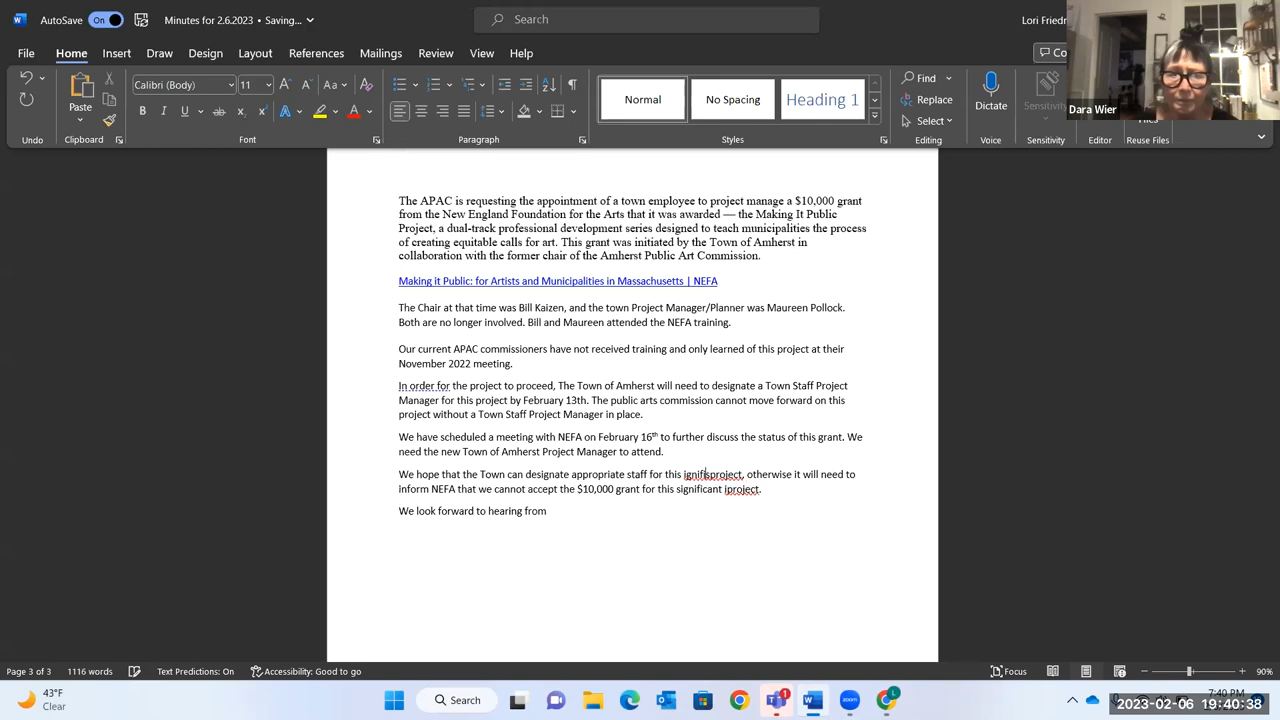 AutoSave On Minutes for 2.6.2023 • Saving... Search Lori Friedr
File Home Insert Draw Design Layout References Mailings Review View Help Co
Paste Calibri (Body) 11 Aa Normal No Spacing Heading 1 Find Replace Select Dictate Sensitivity Files
Dara Wier
Undo Clipboard Font Paragraph Styles Editing Voice Sensitivity Editor Reuse Files
The APAC is requesting the appointment of a town employee to project manage a $10,000 grant
from the New England Foundation for the Arts that it was awarded — the Making It Public
Project, a dual-track professional development series designed to teach municipalities the process
of creating equitable calls for art. This grant was initiated by the Town of Amherst in
collaboration with the former chair of the Amherst Public Art Commission.
Making it Public: for Artists and Municipalities in Massachusetts | NEFA
The Chair at that time was Bill Kaizen, and the town Project Manager/Planner was Maureen Pollock.
Both are no longer involved. Bill and Maureen attended the NEFA training.
Our current APAC commissioners have not received training and only learned of this project at their
November 2022 meeting.
In order for the project to proceed, The Town of Amherst will need to designate a Town Staff Project
Manager for this project by February 13th. The public arts commission cannot move forward on this
project without a Town Staff Project Manager in place.
We have scheduled a meeting with NEFA on February 16th to further discuss the status of this grant. We
need the new Town of Amherst Project Manager to attend.
We hope that the Town can designate appropriate staff for this ignifisproject, otherwise it will need to
inform NEFA that we cannot accept the $10,000 grant for this significant iproject.
We look forward to hearing from
Page 3 of 3 1116 words Text Predictions: On Accessibility: Good to go Focus 90%
43°F
Clear
Search
7:40 PM
2023-02-06 19:40:38